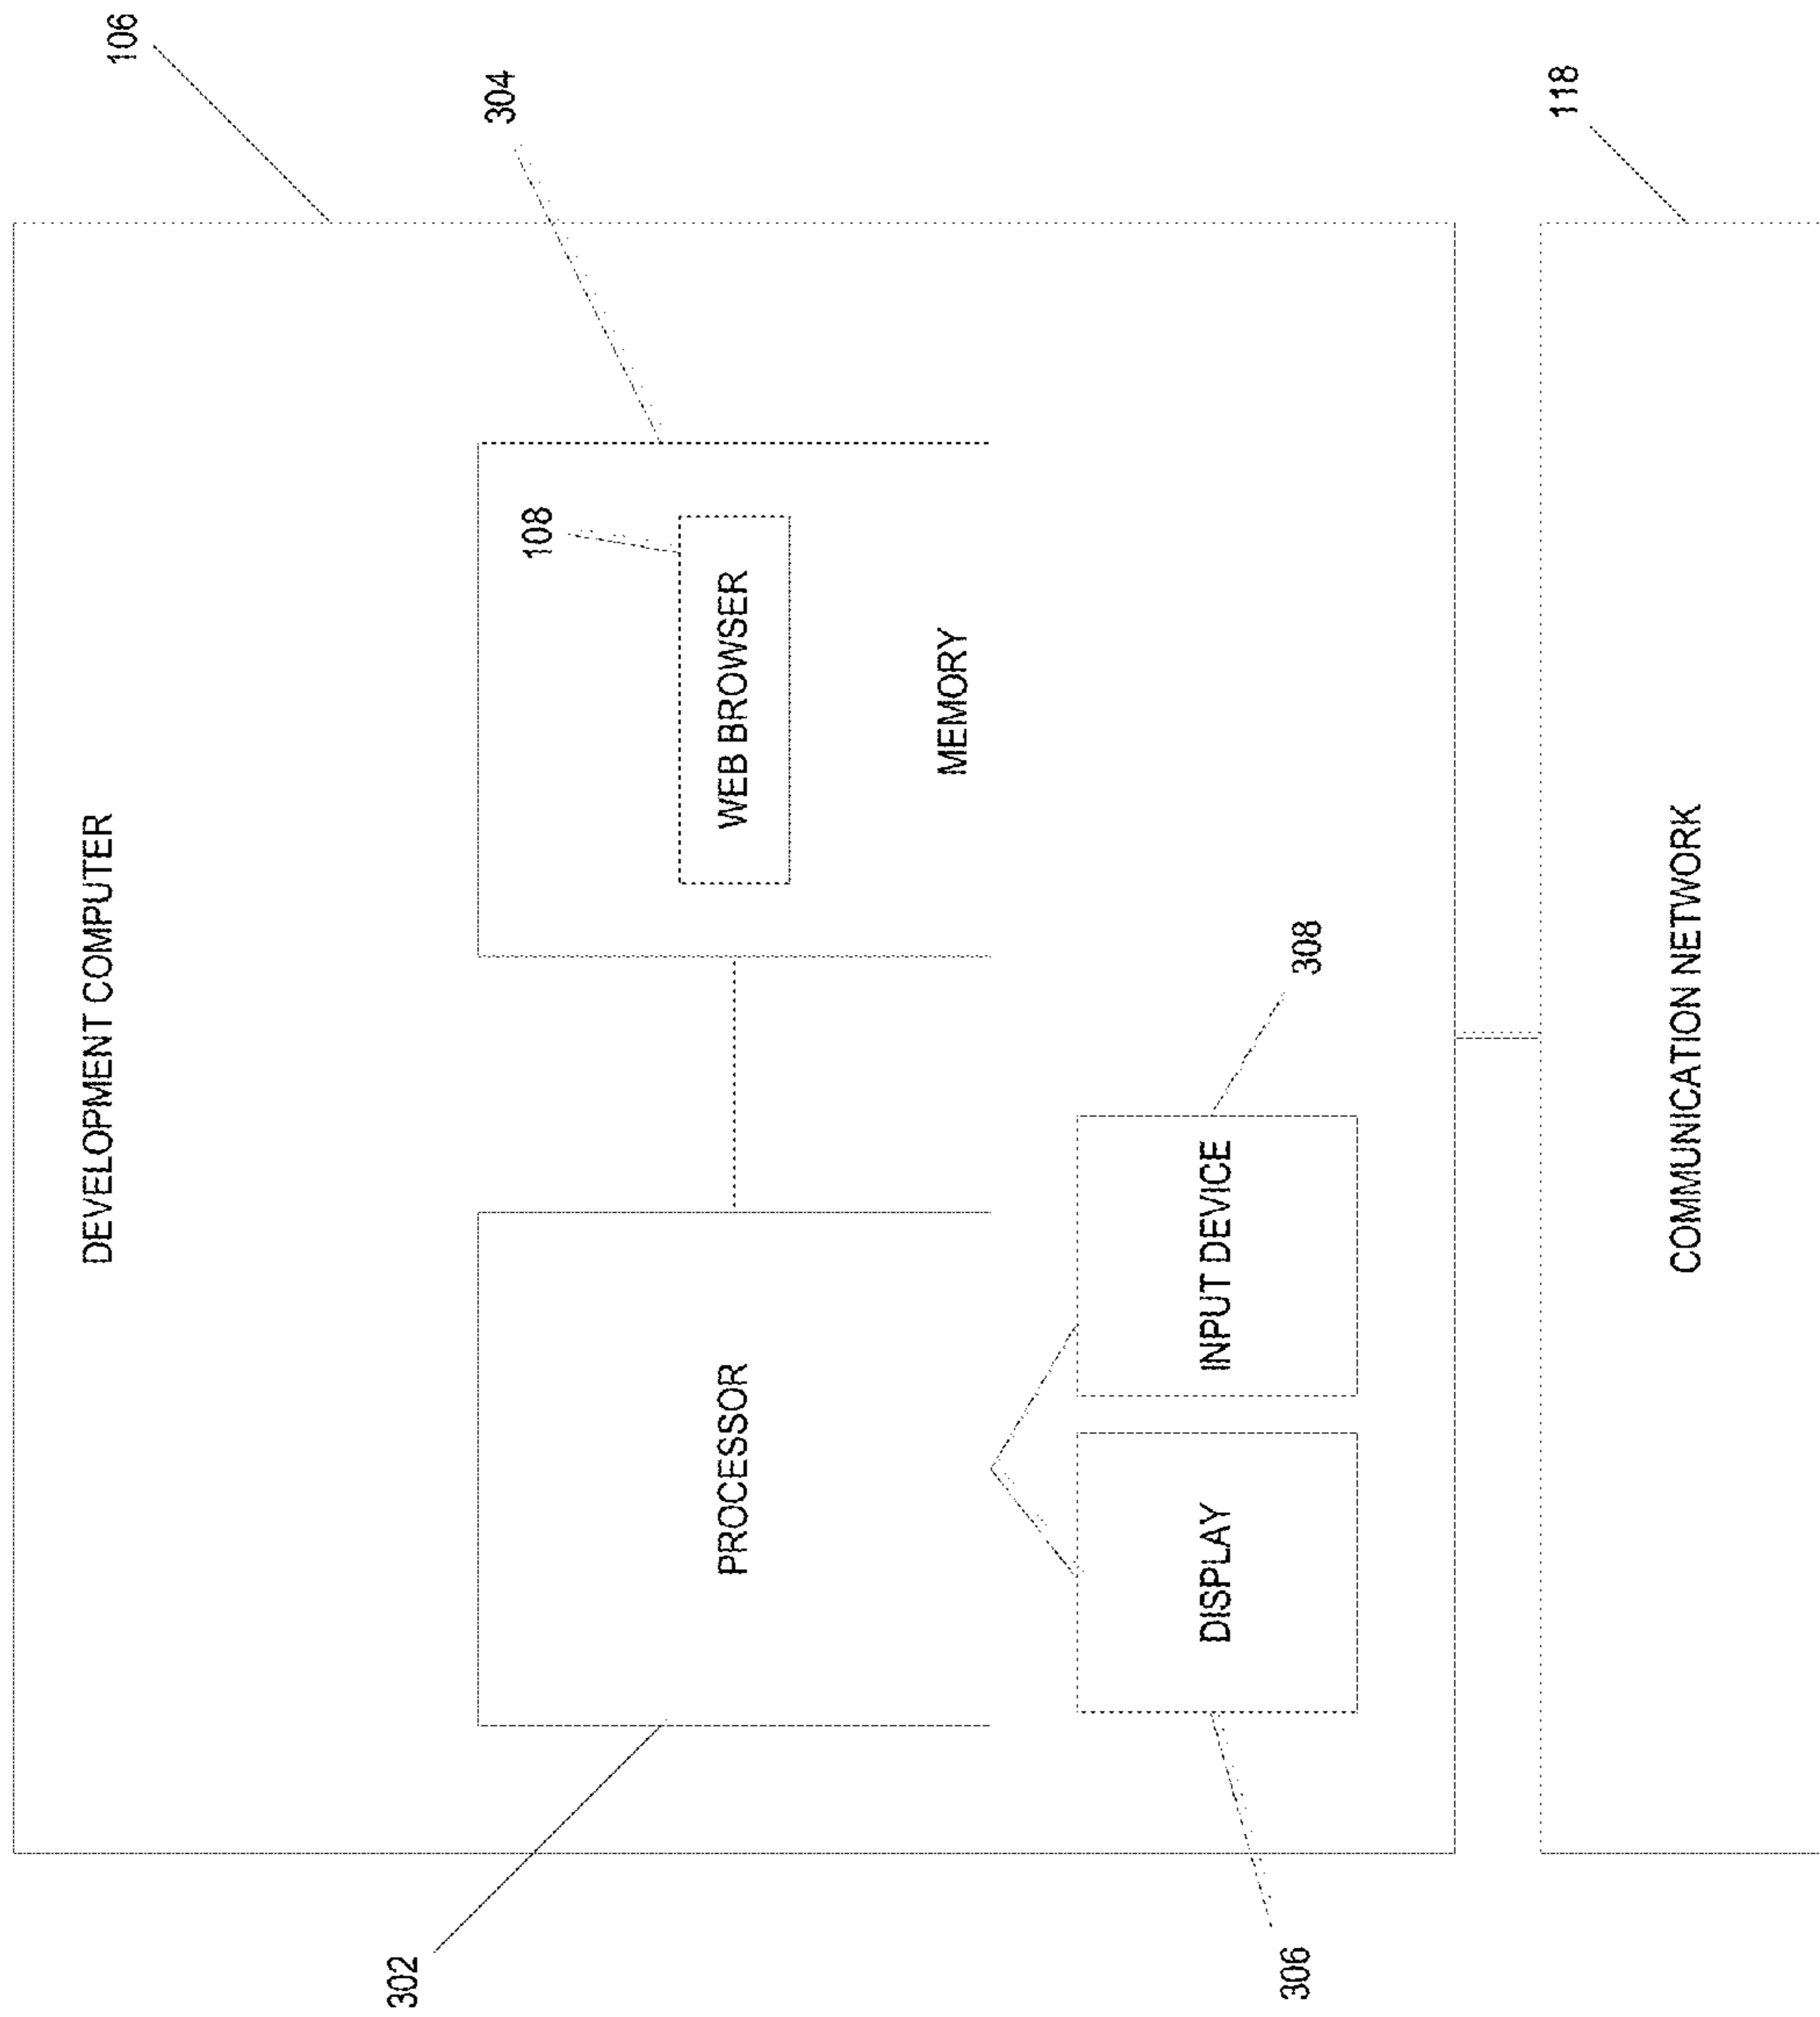 106
DEVELOPMENT COMPUTER
304
108
WEB BROWSER
MEMORY
PROCESSOR
302
INPUT DEVICE
308
DISPLAY
306
118
COMMUNICATION NETWORK